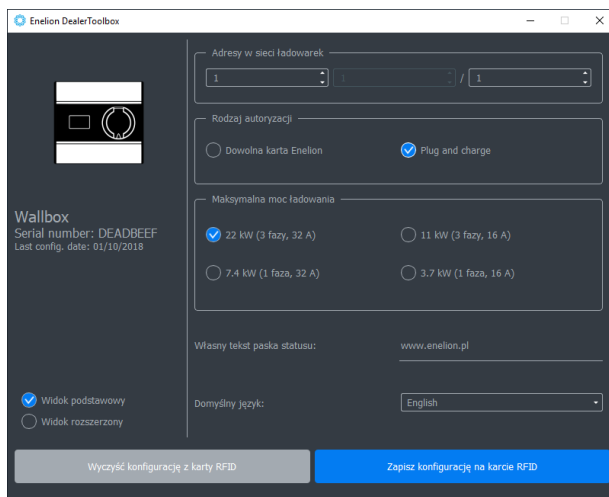 Enelion DealerToolbox
Adresy w sieci ładowarek
1 1 / 1
Rodzaj autoryzacji
Dowolna karta Enelion
Plug and charge
Maksymalna moc ładowania
22 kW (3 fazy, 32 A)
11 kW (3 fazy, 16 A)
7.4 kW (1 faza, 32 A)
3.7 kW (1 faza, 16 A)
Wallbox
Serial number: DEADBEEF
Last config. date: 01/10/2018
Własny tekst paska statusu:
www.enelion.pl
Domyślny język:
English
Widok podstawowy
Widok rozszerzony
Wyczyść konfigurację z karty RFID
Zapisz konfigurację na karcie RFID